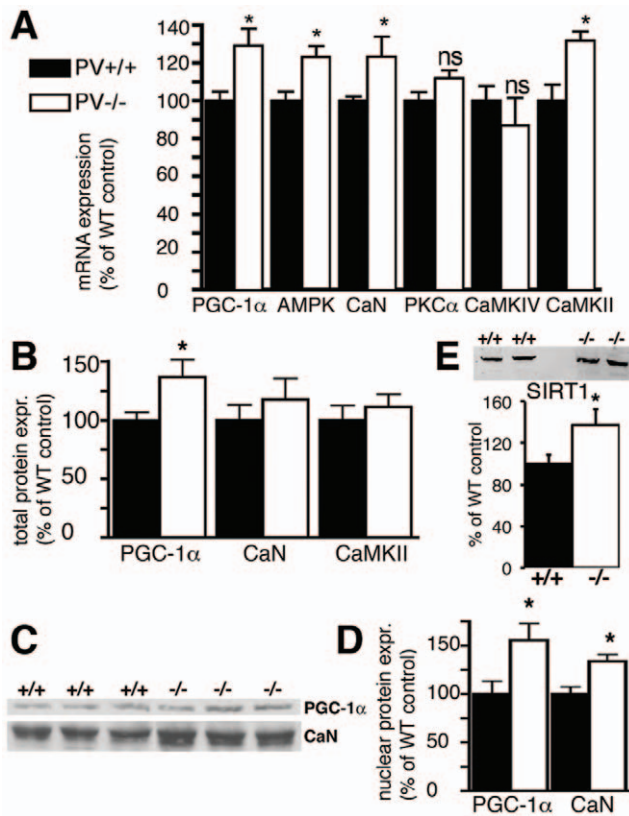 A
PV+/+
PV-/-
mRNA expression
(% of WT control)
140
120
100
80
60
40
20
0
* * * ns ns *
PGC-1α AMPK CaN PKCα CaMKIV CaMKII
B
total protein expr.
(% of WT control)
150
100
50
0
*
PGC-1α CaN CaMKII
E
+/+ +/+ -/- -/-
SIRT1
*
% of WT control
160
120
80
40
0
+/+ -/-
C
+/+ +/+ +/+ -/- -/- -/-
PGC-1α
CaN
D
nuclear protein expr.
(% of WT control)
150
100
50
0
* *
PGC-1α CaN